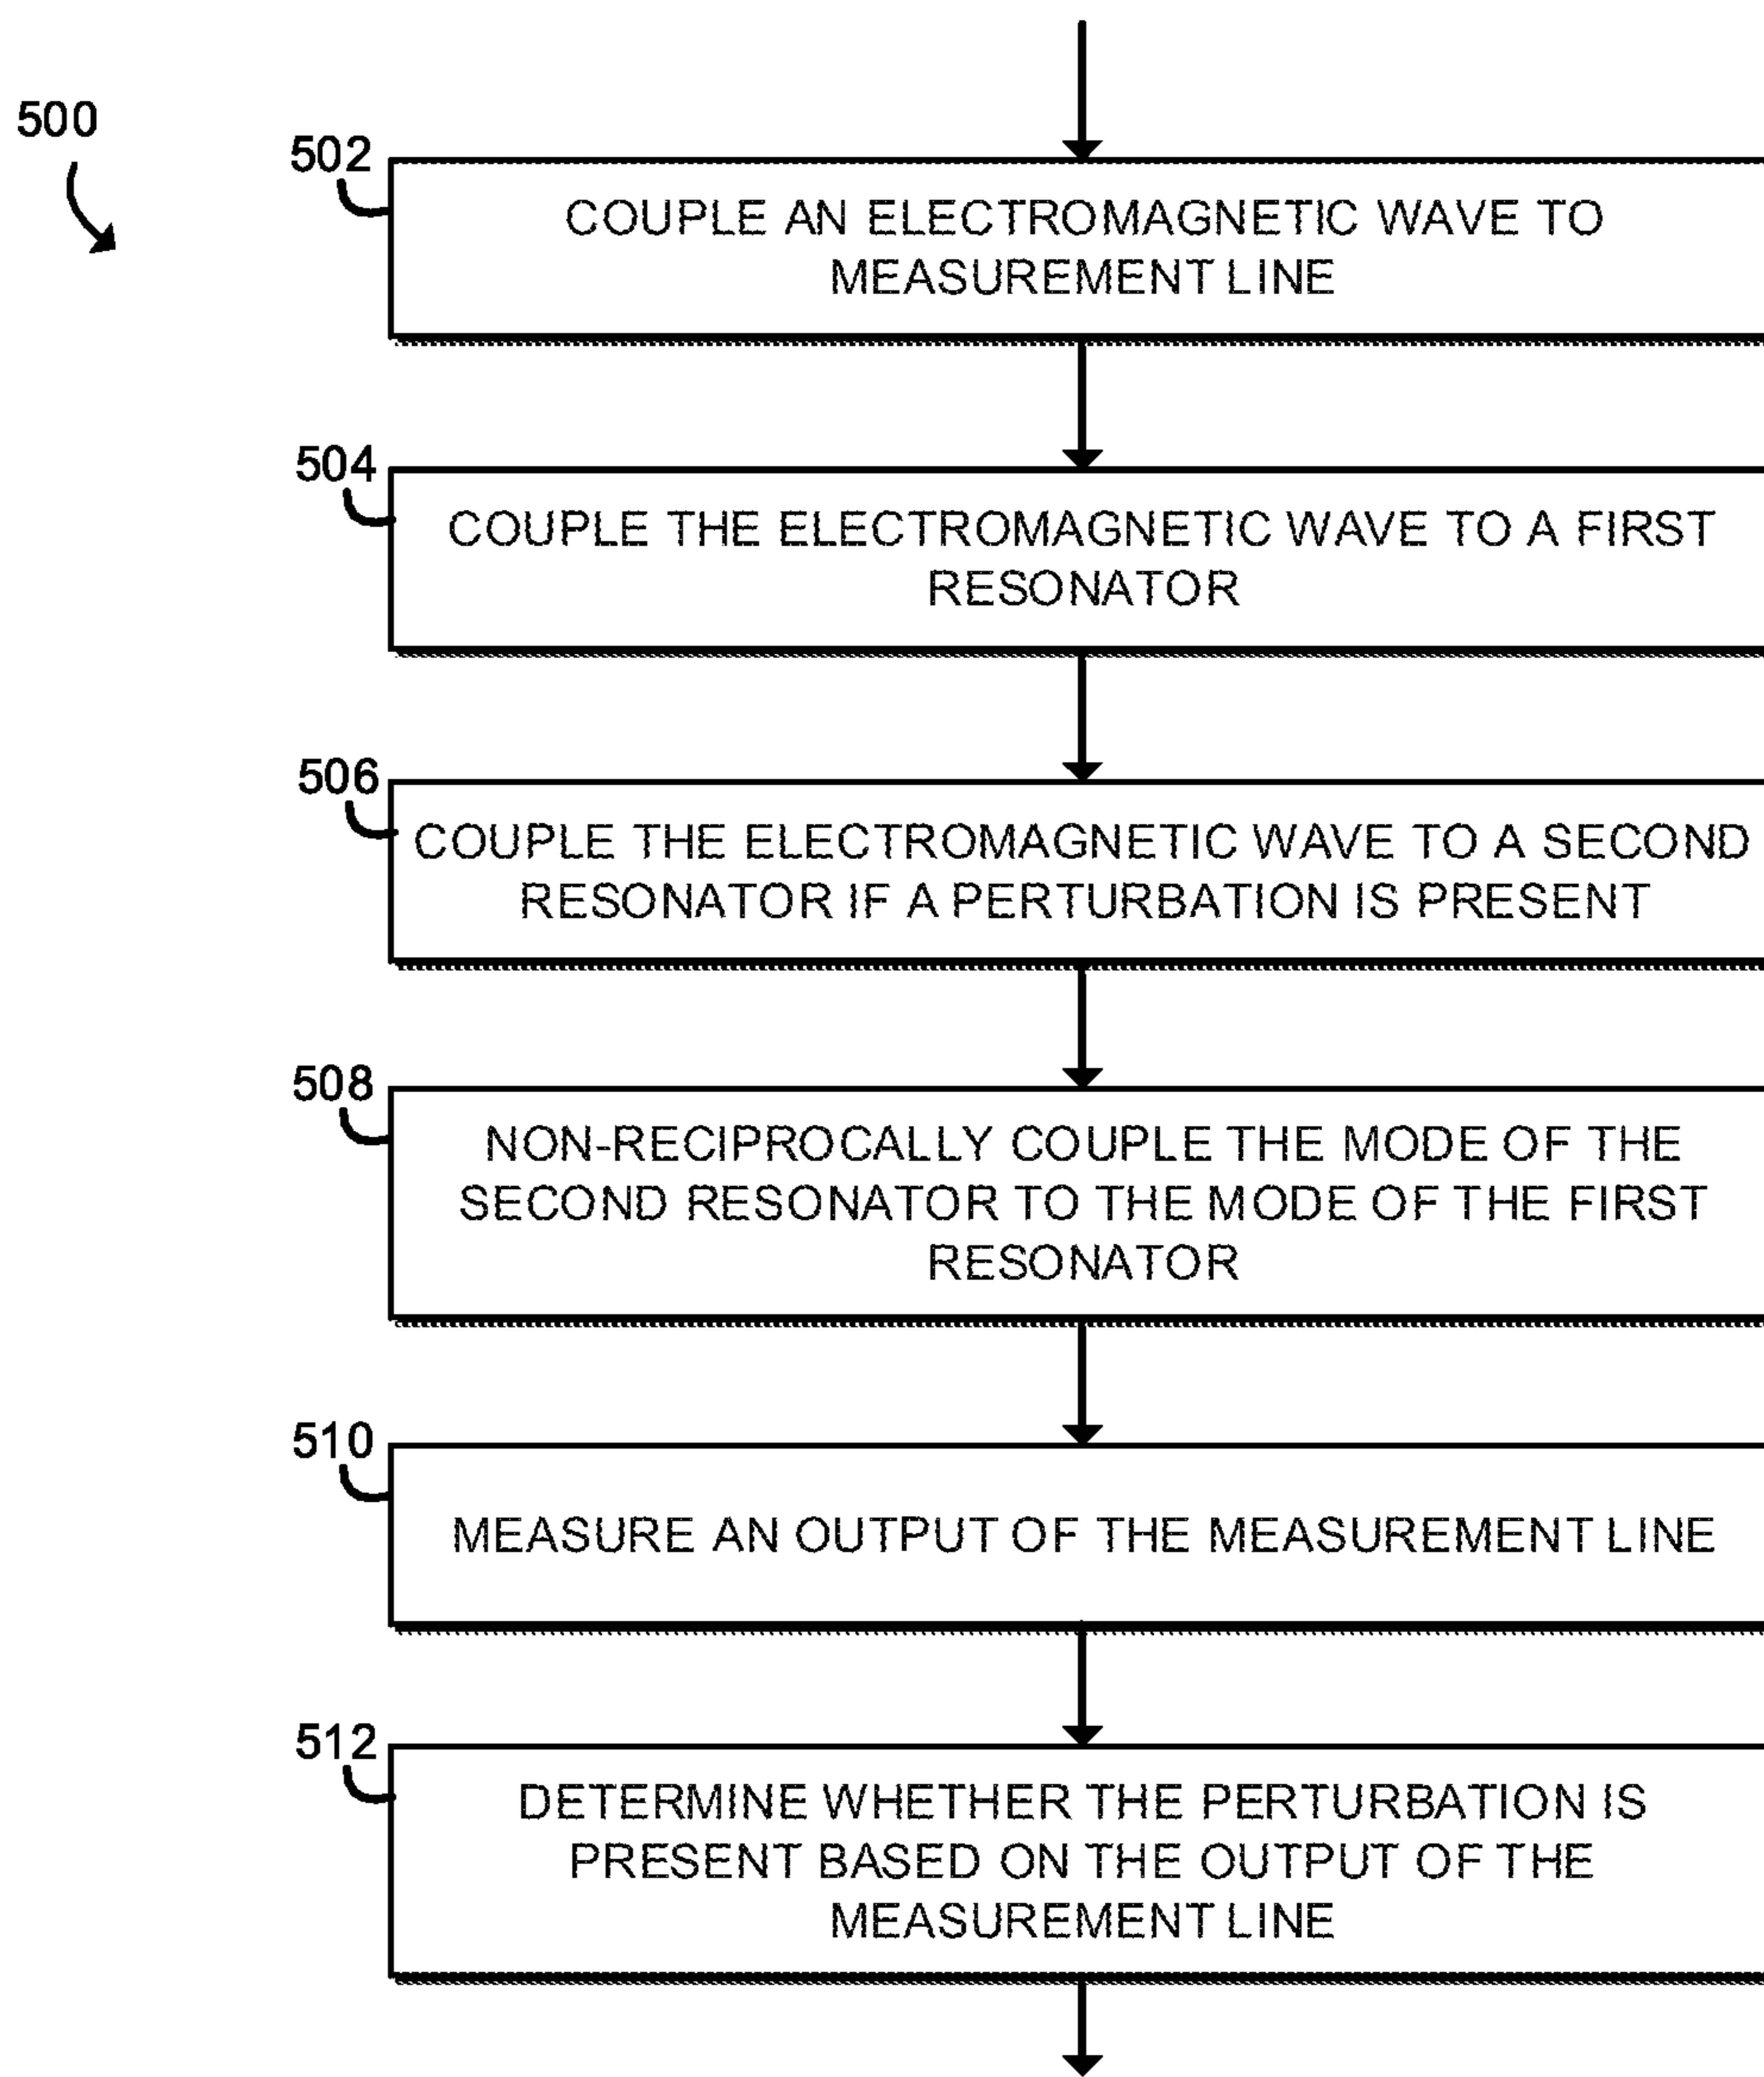 500
502
COUPLE AN ELECTROMAGNETIC WAVE TO
MEASUREMENT LINE
504
COUPLE THE ELECTROMAGNETIC WAVE TO A FIRST
RESONATOR
506
COUPLE THE ELECTROMAGNETIC WAVE TO A SECOND
RESONATOR IF A PERTURBATION IS PRESENT
508
NON-RECIPROCALLY COUPLE THE MODE OF THE
SECOND RESONATOR TO THE MODE OF THE FIRST
RESONATOR
510
MEASURE AN OUTPUT OF THE MEASUREMENT LINE
512
DETERMINE WHETHER THE PERTURBATION IS
PRESENT BASED ON THE OUTPUT OF THE
MEASUREMENT LINE